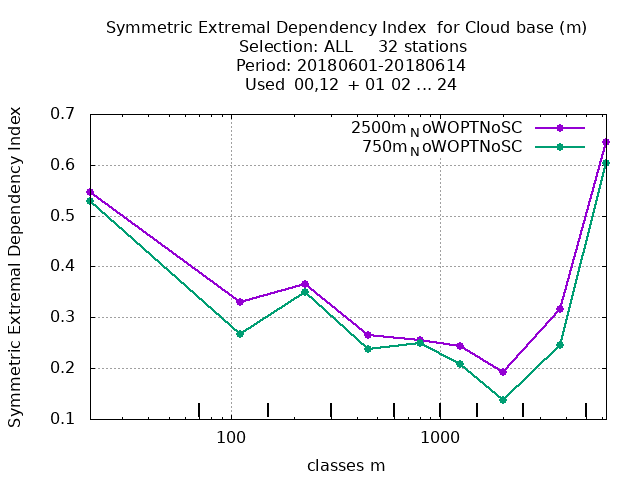 Symmetric Extremal Dependency Index for Cloud base (m)
Selection: ALL 32 stations
Period: 20180601-20180614
Used 00,12 + 01 02 ... 24
Symmetric Extremal Dependency Index
0.7
0.6
0.5
0.4
0.3
0.2
0.1
2500m_NoWOPTNoSC
750m_NoWOPTNoSC
100 1000
classes m